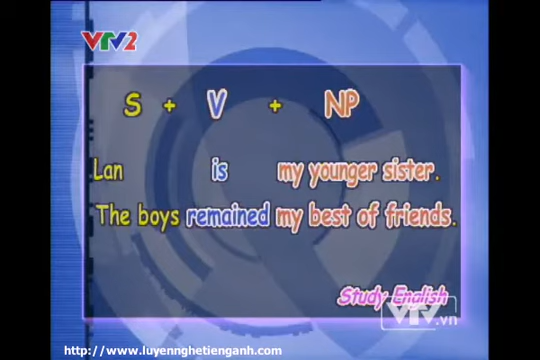 VTV2
S + V + NP
Lan is my younger sister.
The boys remained my best of friends.
Study English
VTV.vn
http://www.luyennghetienganh.com